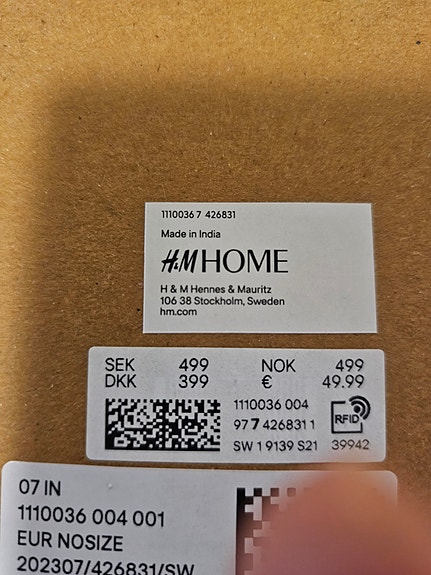 1110036 7 426831
Made in India
H&M HOME
H & M Hennes & Mauritz
106 38 Stockholm, Sweden
hm.com
SEK 499 NOK 499
DKK 399 € 49.99
1110036 004
97 7 426831 1
RFID
SW 1 9139 S21 39942
07 IN
1110036 004 001
EUR NOSIZE
202307/426831/SW